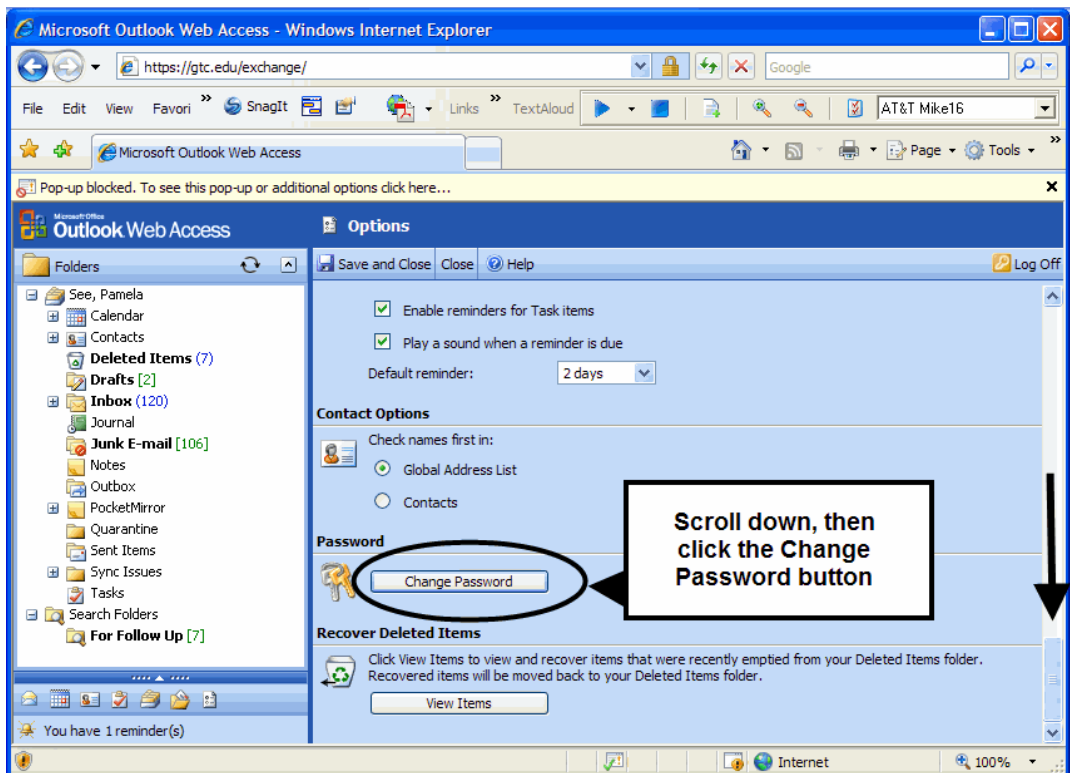 Microsoft Outlook Web Access - Windows Internet Explorer
https://gtc.edu/exchange/
Google
File Edit View Favori » SnagIt Links » TextAloud AT&T Mike16
Microsoft Outlook Web Access
Page Tools »
Pop-up blocked. To see this pop-up or additional options click here...
Microsoft Office
Outlook Web Access
Options
Folders
Save and Close Close Help Log Off
See, Pamela
Calendar
Contacts
Deleted Items (7)
Drafts [2]
Inbox (120)
Journal
Junk E-mail [106]
Notes
Outbox
PocketMirror
Quarantine
Sent Items
Sync Issues
Tasks
Search Folders
For Follow Up [7]
You have 1 reminder(s)
Enable reminders for Task items
Play a sound when a reminder is due
Default reminder: 2 days
Contact Options
Check names first in:
Global Address List
Contacts
Password
Change Password
Scroll down, then
click the Change
Password button
Recover Deleted Items
Click View Items to view and recover items that were recently emptied from your Deleted Items folder.
Recovered items will be moved back to your Deleted Items folder.
View Items
Internet 100%